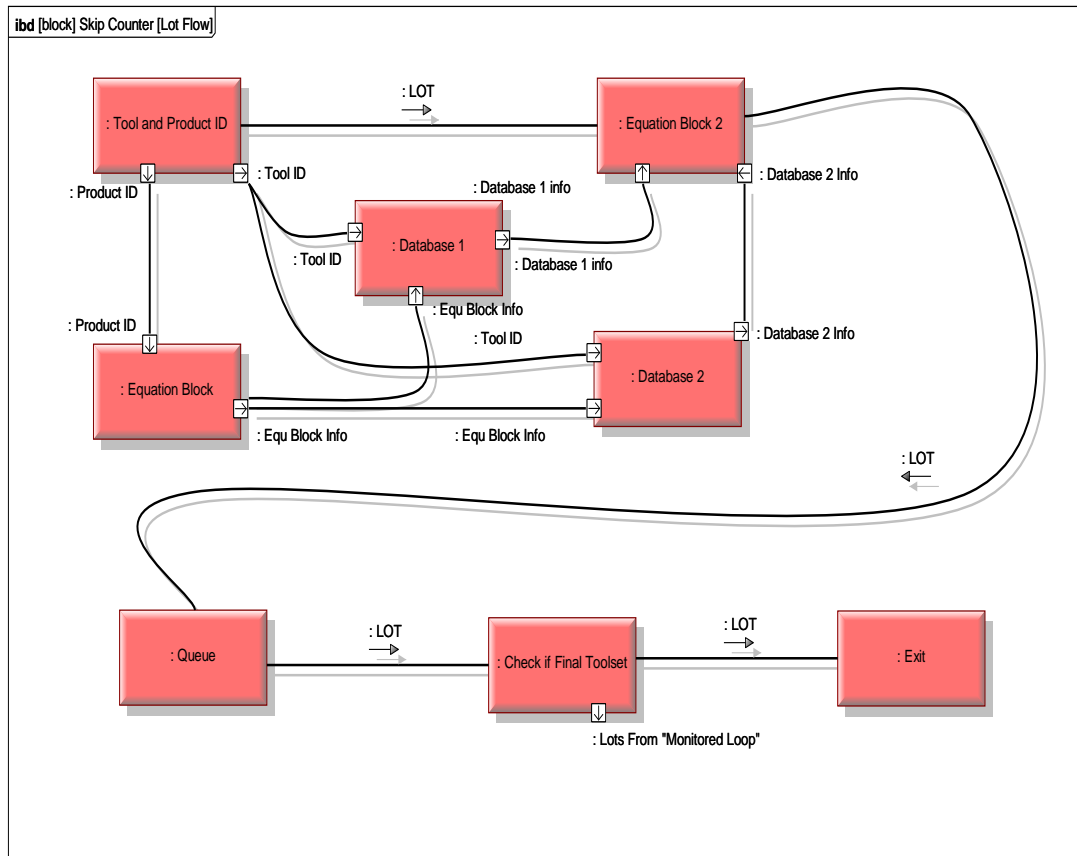 ibd [block] Skip Counter [Lot Flow]
: LOT
: Tool and Product ID
: Equation Block 2
: Product ID
: Tool ID
: Database 1 info
: Database 2 Info
: Database 1
: Tool ID
: Database 1 info
: Equ Block Info
: Product ID
: Tool ID
: Database 2 Info
: Equation Block
: Database 2
: Equ Block Info
: Equ Block Info
: LOT
: LOT
: LOT
: Queue
: Check if Final Toolset
: Exit
: Lots From "Monitored Loop"